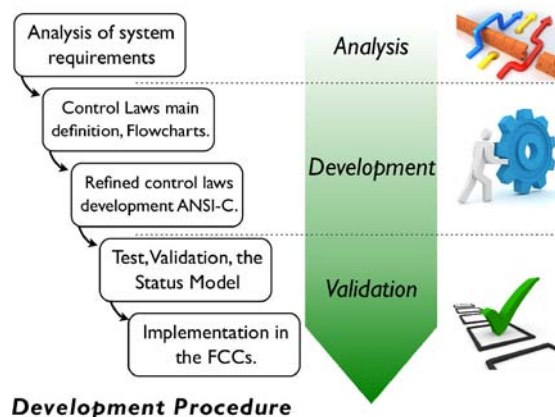 Analysis of system
requirements
Control Laws main
definition, Flowcharts.
Refined control laws
development ANSI-C.
Test, Validation, the
Status Model
Implementation in
the FCCs.
Analysis
Development
Validation
Development Procedure